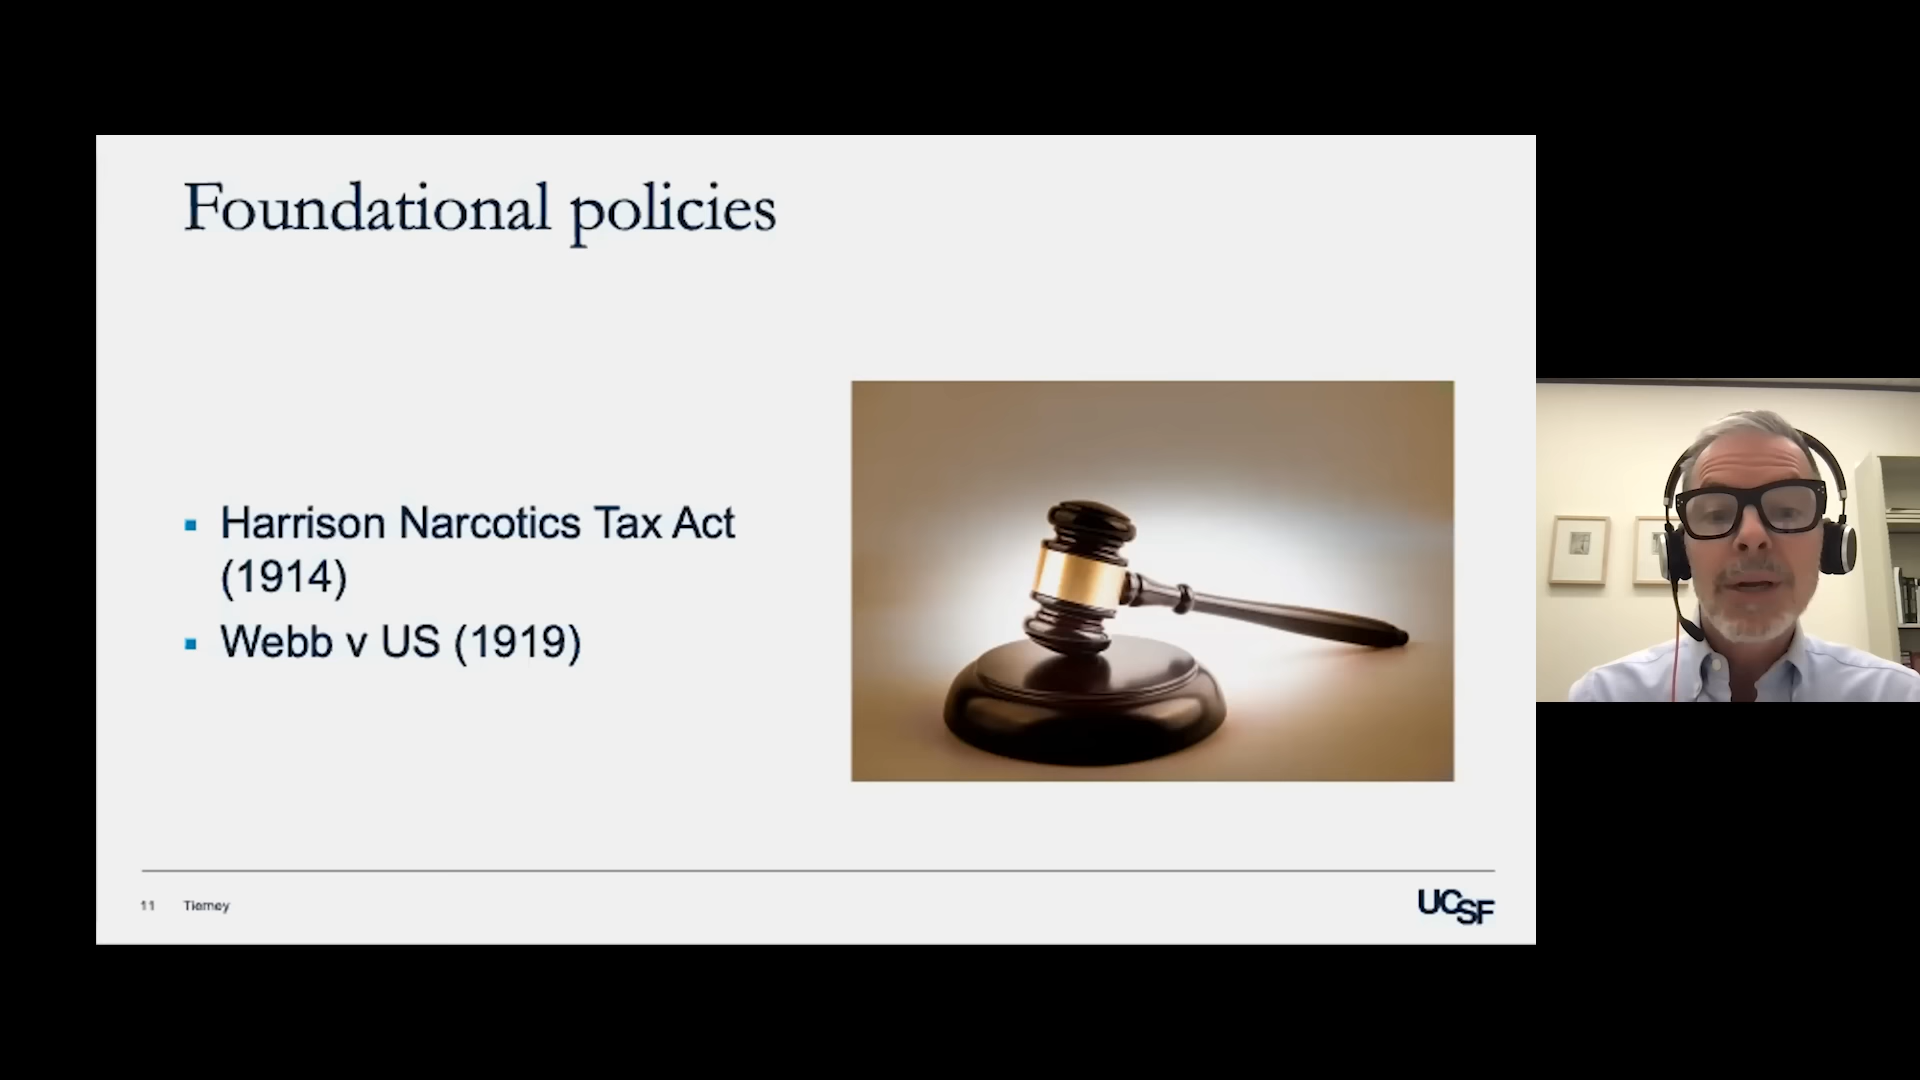 Foundational policies
Harrison Narcotics Tax Act
(1914)
Webb v US (1919)
11 Tierney
UCSF